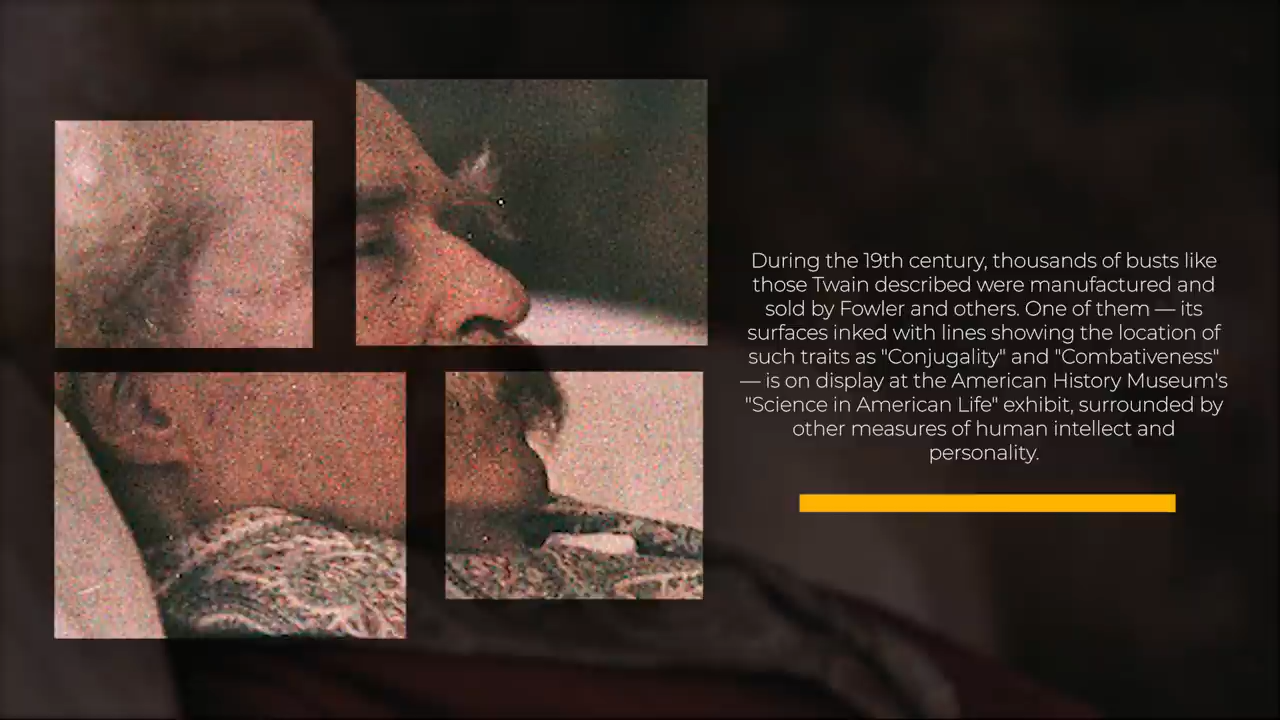 During the 19th century, thousands of busts like
those Twain described were manufactured and
sold by Fowler and others. One of them — its
surfaces inked with lines showing the location of
such traits as "Conjugality" and "Combativeness"
— is on display at the American History Museum's
"Science in American Life" exhibit, surrounded by
other measures of human intellect and
personality.